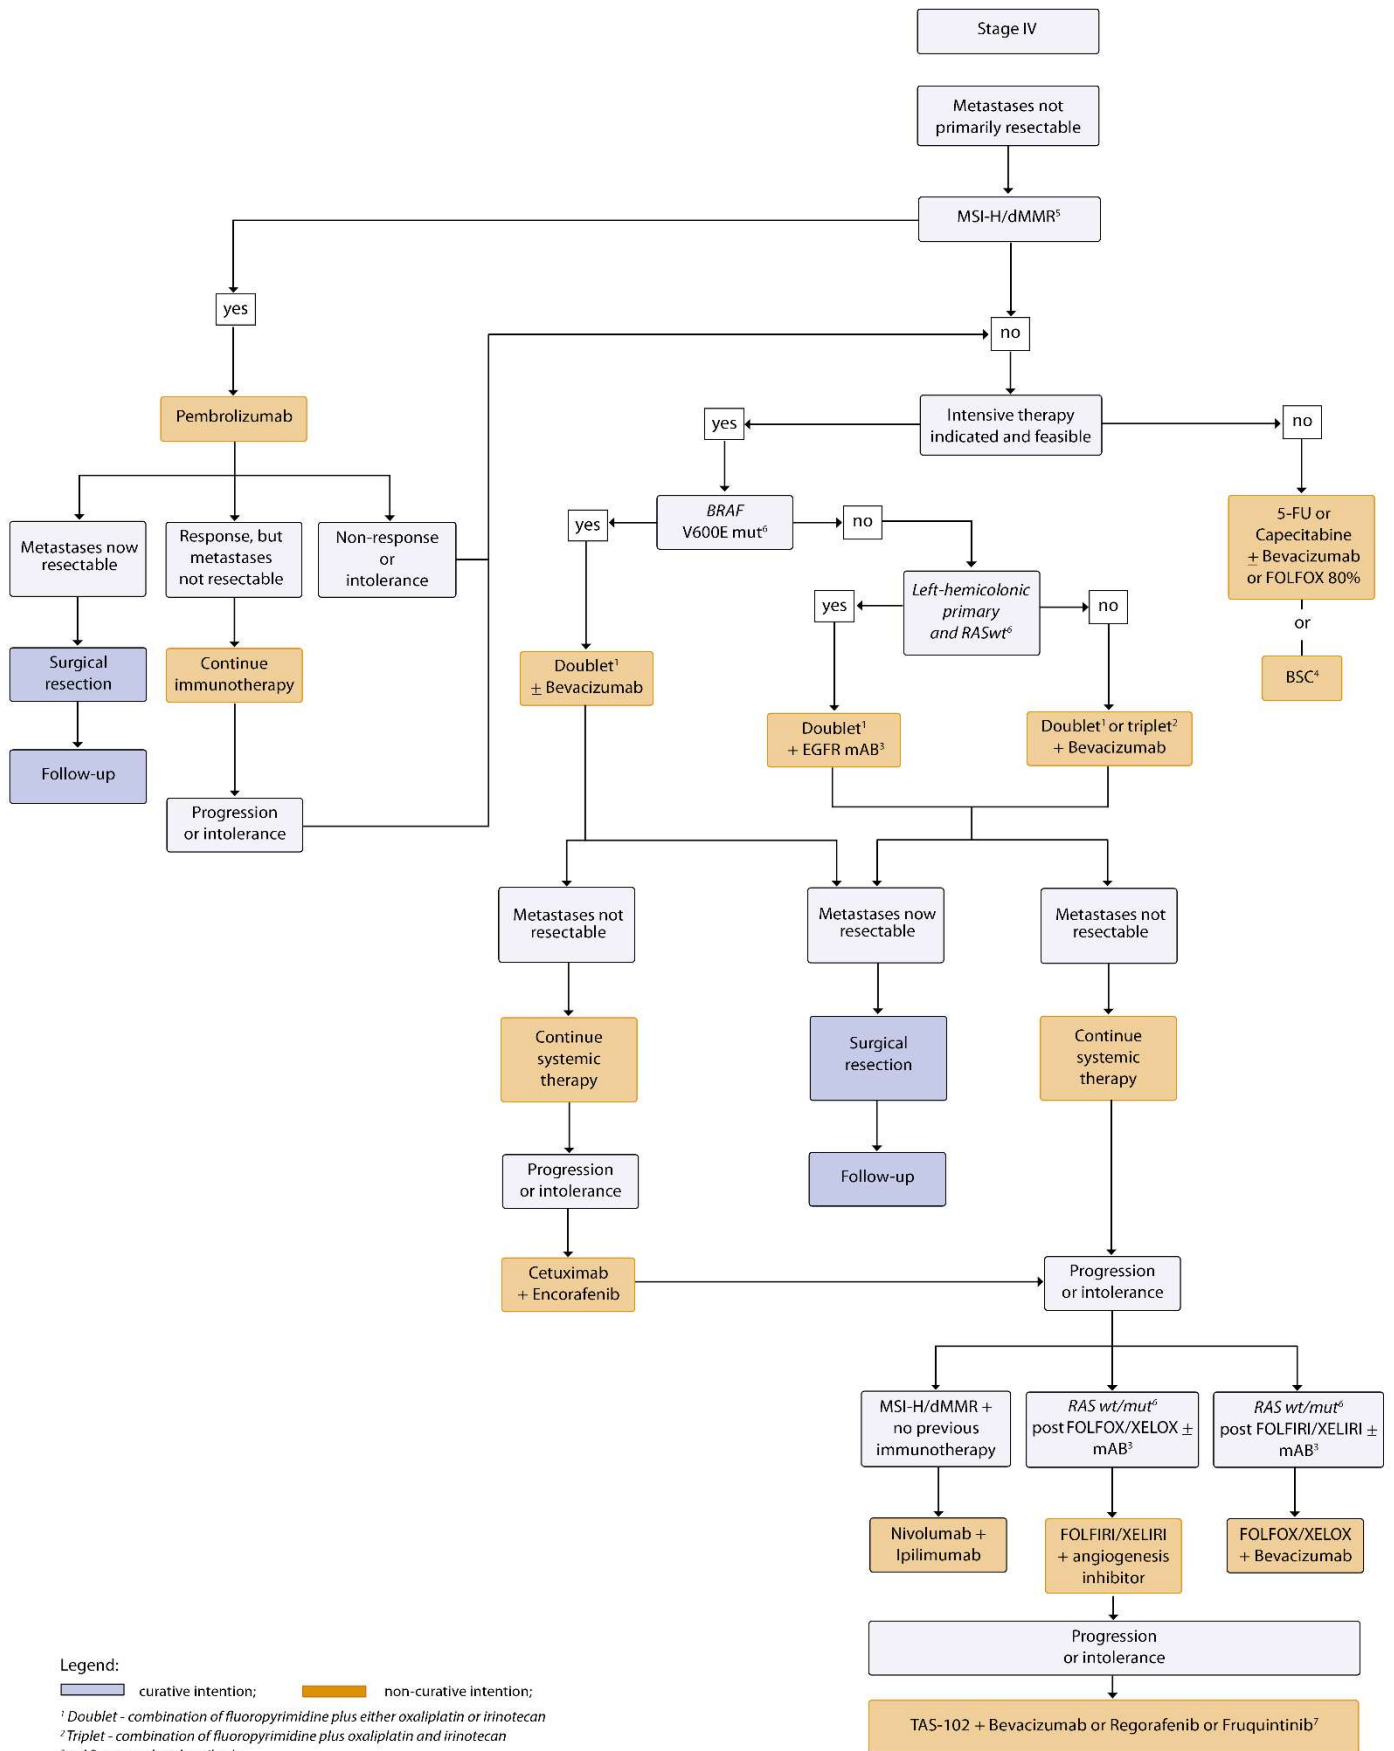 Stage IV
Metastases not
primarily resectable
MSI-H/dMMR⁵
yes
no
Pembrolizumab
Intensive therapy
indicated and feasible
yes
no
Metastases now
resectable
Response, but
metastases
not resectable
Non-response
or
intolerance
BRAF
V600E mut⁶
yes
no
5-FU or
Capecitabine
± Bevacizumab
or FOLFOX 80%
or
BSC⁴
Left-hemicolonic
primary
and RASwt⁶
yes
no
Surgical
resection
Continue
immunotherapy
Doublet¹
± Bevacizumab
Doublet¹
+ EGFR mAB³
Doublet¹ or triplet²
+ Bevacizumab
Follow-up
Progression
or intolerance
Metastases not
resectable
Metastases now
resectable
Metastases not
resectable
Continue
systemic
therapy
Surgical
resection
Continue
systemic
therapy
Progression
or intolerance
Follow-up
Cetuximab
+ Encorafenib
Progression
or intolerance
MSI-H/dMMR +
no previous
immunotherapy
RAS wt/mut⁶
post FOLFOX/XELOX ±
mAB³
RAS wt/mut⁶
post FOLFIRI/XELIRI ±
mAB³
Nivolumab +
Ipilimumab
FOLFIRI/XELIRI
+ angiogenesis
inhibitor
FOLFOX/XELOX
+ Bevacizumab
Progression
or intolerance
TAS-102 + Bevacizumab or Regorafenib or Fruquintinib⁷
Legend:
curative intention;
non-curative intention;
¹ Doublet - combination of fluoropyrimidine plus either oxaliplatin or irinotecan
² Triplet - combination of fluoropyrimidine plus oxaliplatin and irinotecan